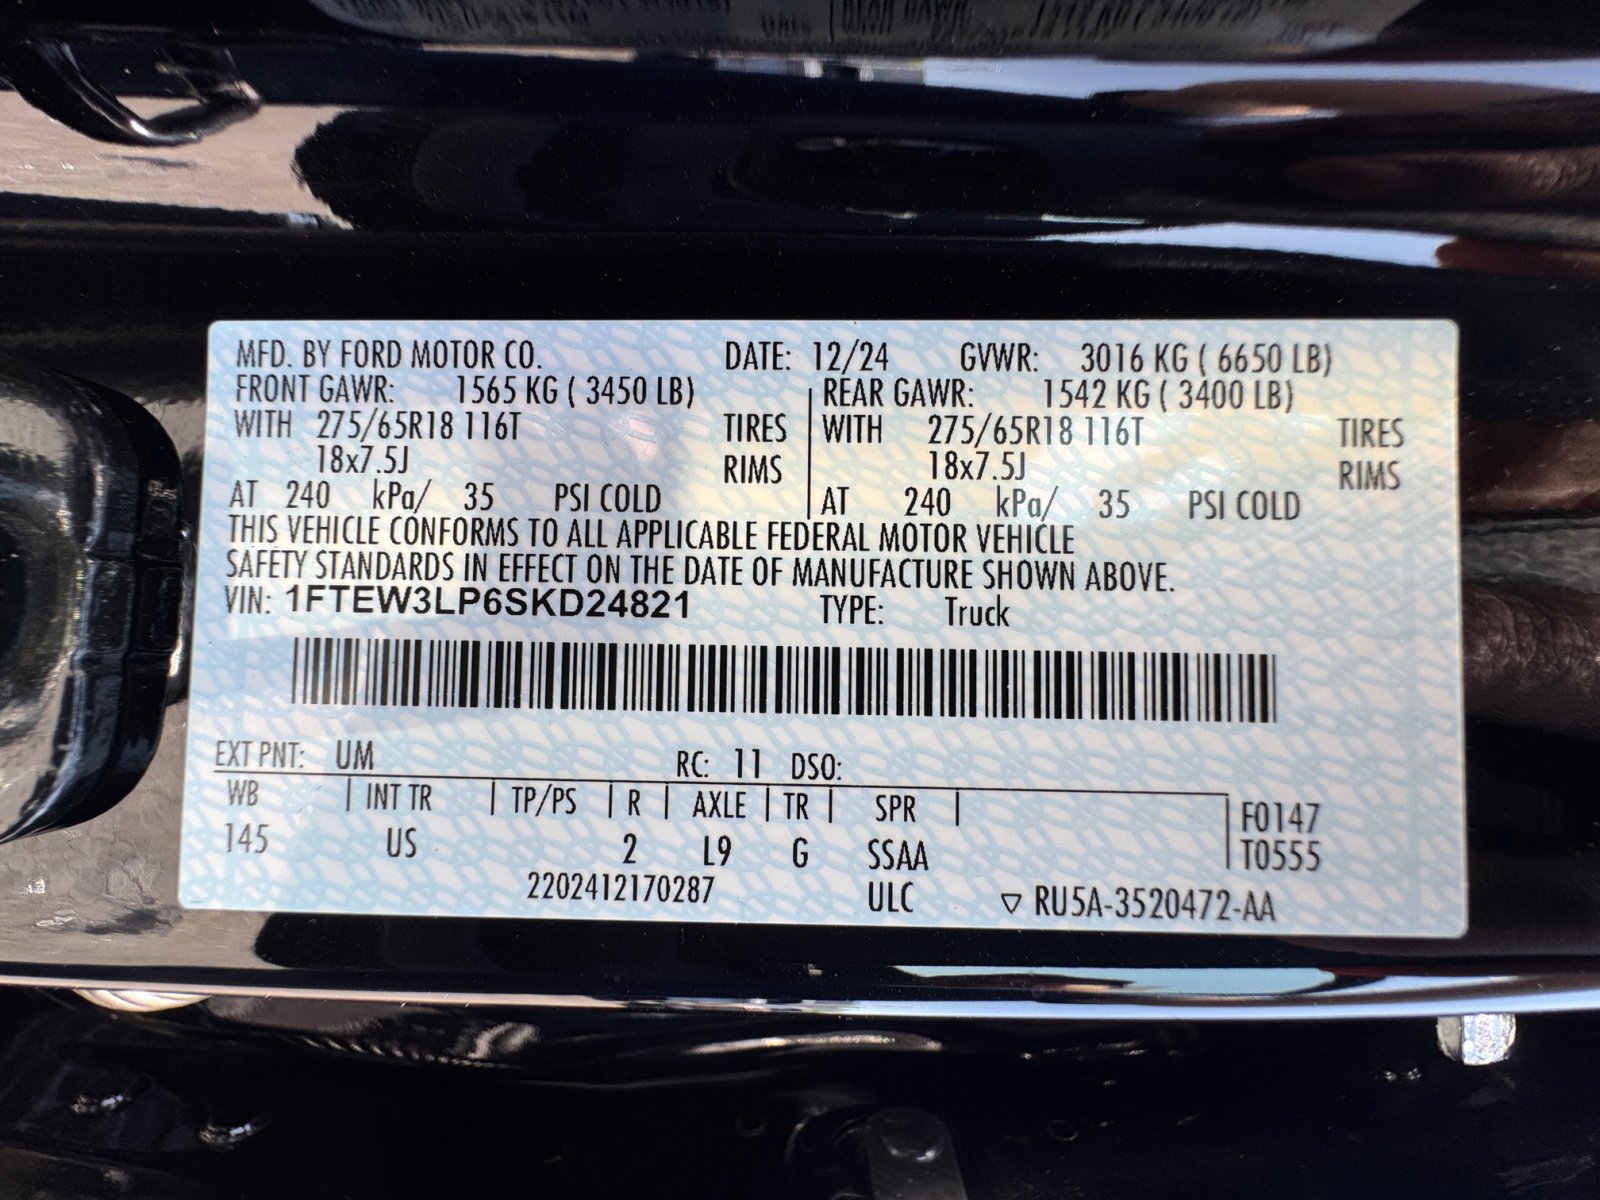 MFD. BY FORD MOTOR CO. DATE: 12/24 GVWR: 3016 KG ( 6650 LB)
FRONT GAWR: 1565 KG ( 3450 LB) REAR GAWR: 1542 KG ( 3400 LB)
WITH 275/65R18 116T TIRES WITH 275/65R18 116T TIRES
18x7.5J RIMS 18x7.5J RIMS
AT 240 kPa/ 35 PSI COLD AT 240 kPa/ 35 PSI COLD
THIS VEHICLE CONFORMS TO ALL APPLICABLE FEDERAL MOTOR VEHICLE
SAFETY STANDARDS IN EFFECT ON THE DATE OF MANUFACTURE SHOWN ABOVE.
VIN: 1FTEW3LP6SKD24821 TYPE: Truck
EXT PNT: UM RC: 11 DSO:
WB INT TR TP/PS R AXLE TR SPR F0147
145 US 2 L9 G SSAA T0555
2202412170287 ULC ▽ RU5A-3520472-AA